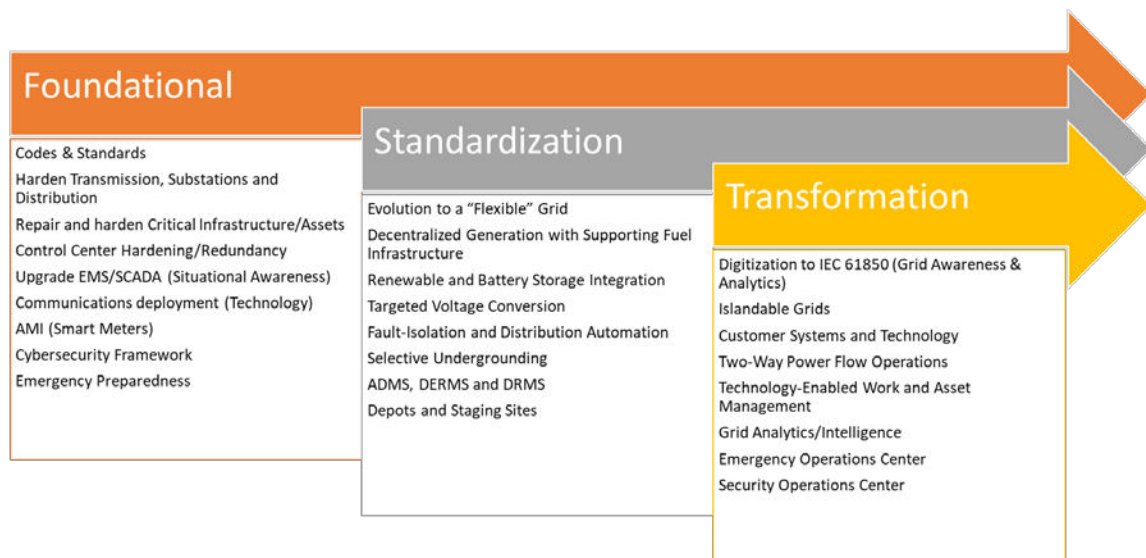 Foundational
Codes & Standards
Harden Transmission, Substations and
Distribution
Repair and harden Critical Infrastructure/Assets
Control Center Hardening/Redundancy
Upgrade EMS/SCADA (Situational Awareness)
Communications deployment (Technology)
AMI (Smart Meters)
Cybersecurity Framework
Emergency Preparedness
Standardization
Evolution to a “Flexible” Grid
Decentralized Generation with Supporting Fuel
Infrastructure
Renewable and Battery Storage Integration
Targeted Voltage Conversion
Fault-Isolation and Distribution Automation
Selective Undergrounding
ADMS, DERMS and DRMS
Depots and Staging Sites
Transformation
Digitization to IEC 61850 (Grid Awareness &
Analytics)
Islandable Grids
Customer Systems and Technology
Two-Way Power Flow Operations
Technology-Enabled Work and Asset
Management
Grid Analytics/Intelligence
Emergency Operations Center
Security Operations Center